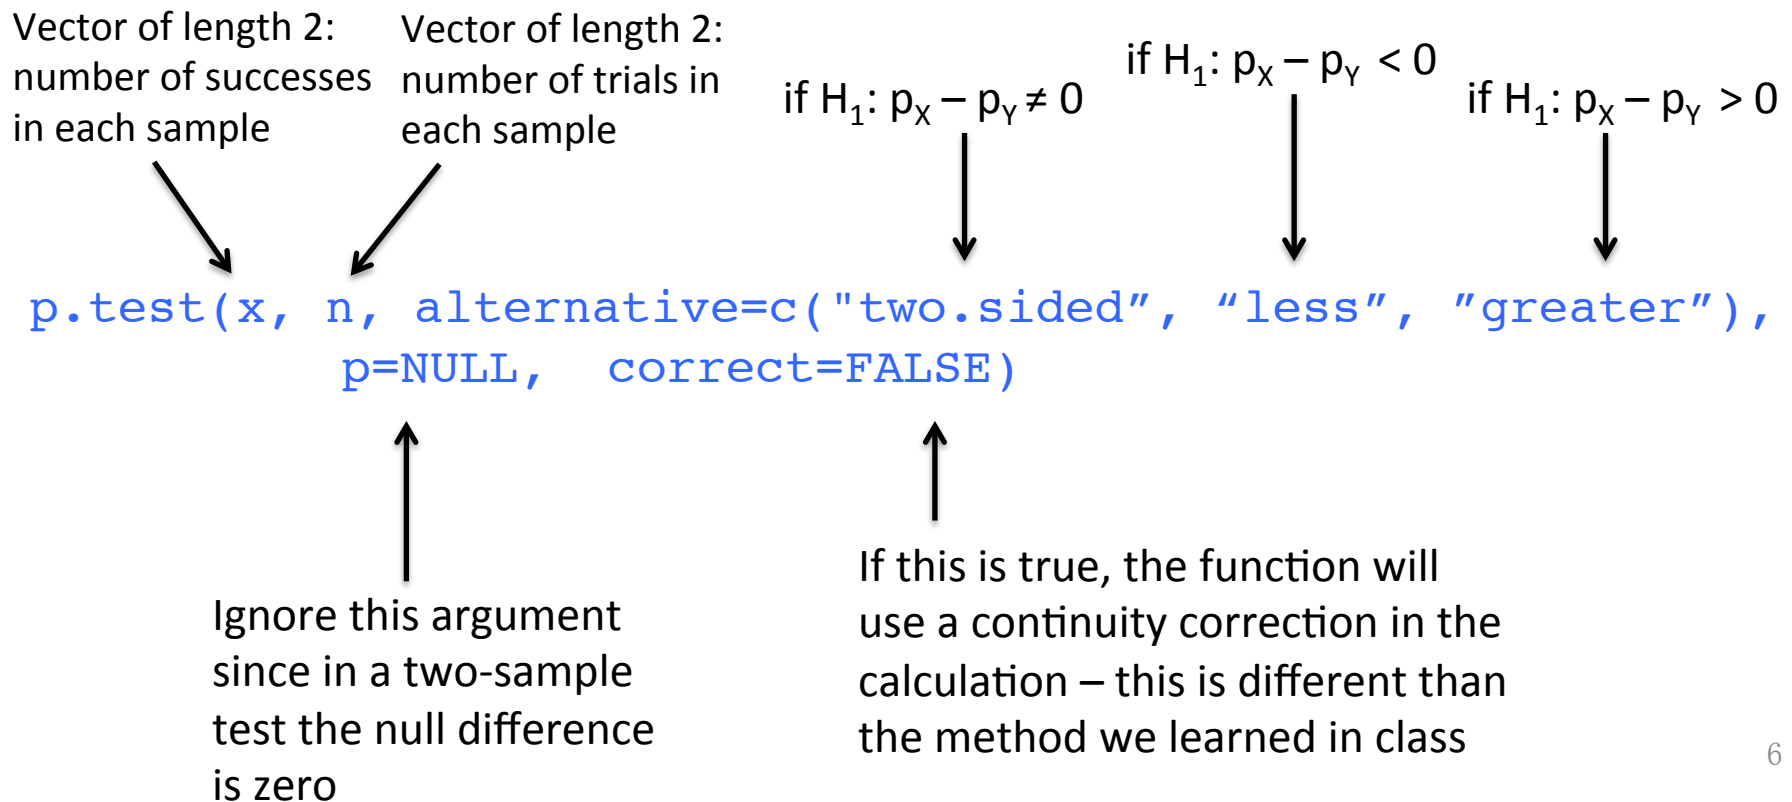 Vector of length 2:
number of successes
in each sample
Vector of length 2:
number of trials in
each sample
if H₁: pX – pY ≠ 0
if H₁: pX – pY < 0
if H₁: pX – pY > 0
p.test(x, n, alternative=c("two.sided”, “less”, ”greater”),
p=NULL, correct=FALSE)
Ignore this argument
since in a two-sample
test the null difference
is zero
If this is true, the function will
use a continuity correction in the
calculation – this is different than
the method we learned in class
6